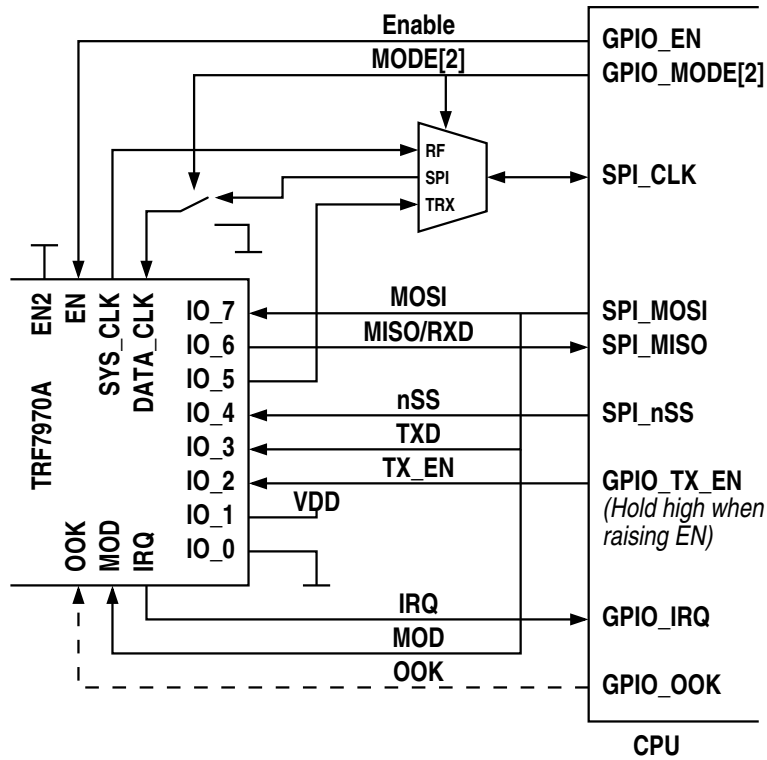 Enable
GPIO_EN
MODE[2]
GPIO_MODE[2]
RF
SPI
TRX
SPI_CLK
EN2
EN
SYS_CLK
DATA_CLK
IO_7
MOSI
SPI_MOSI
IO_6
MISO/RXD
SPI_MISO
IO_5
IO_4
nSS
SPI_nSS
IO_3
TXD
IO_2
TX_EN
GPIO_TX_EN
(Hold high when
raising EN)
IO_1
VDD
IO_0
TRF7970A
OOK
MOD
IRQ
IRQ
GPIO_IRQ
MOD
OOK
GPIO_OOK
CPU